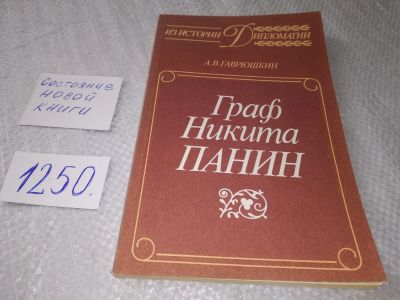 ИЗ ИСТОРИИ ДИПЛОМАТИИ
А.В.ГАВРЮШКИН
Граф
Никита
ПАНИН
Состояние
НОВОЙ
КНИГИ
1250.